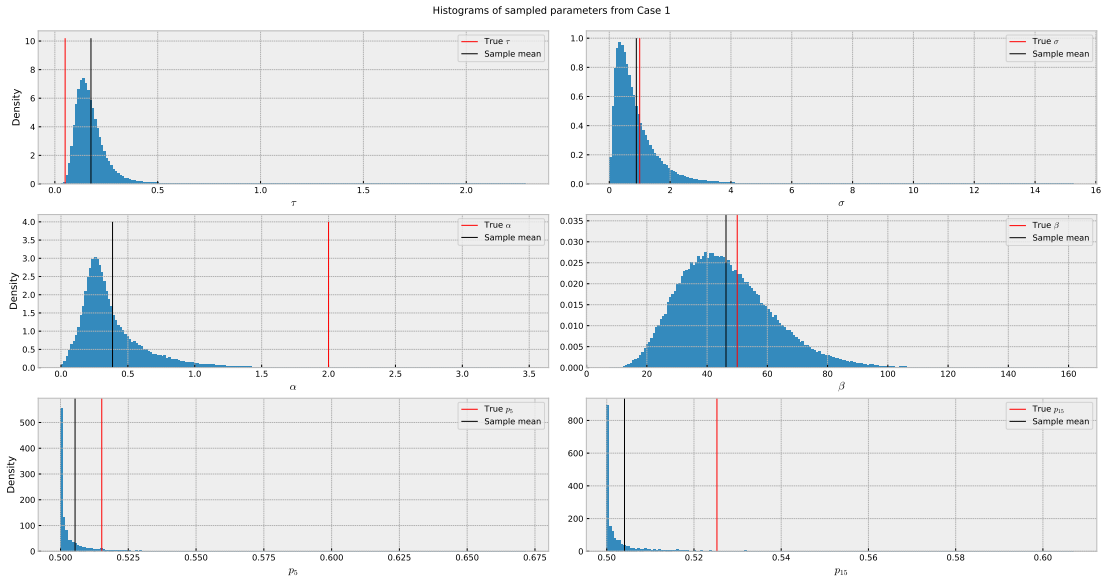 Histograms of sampled parameters from Case 1
True τ
Sample mean
Density
10
8
6
4
2
0
0.0 0.5 1.0 1.5 2.0
τ
True σ
Sample mean
1.0
0.8
0.6
0.4
0.2
0.0
0 2 4 6 8 10 12 14 16
σ
True α
Sample mean
Density
4.0
3.5
3.0
2.5
2.0
1.5
1.0
0.5
0.0
0.0 0.5 1.0 1.5 2.0 2.5 3.0 3.5
α
True β
Sample mean
0.035
0.030
0.025
0.020
0.015
0.010
0.005
0.000
0 20 40 60 80 100 120 140 160
β
True p₅
Sample mean
Density
500
400
300
200
100
0
0.500 0.525 0.550 0.575 0.600 0.625 0.650 0.675
p₅
True p₁₅
Sample mean
800
600
400
200
0
0.50 0.52 0.54 0.56 0.58 0.60
p₁₅